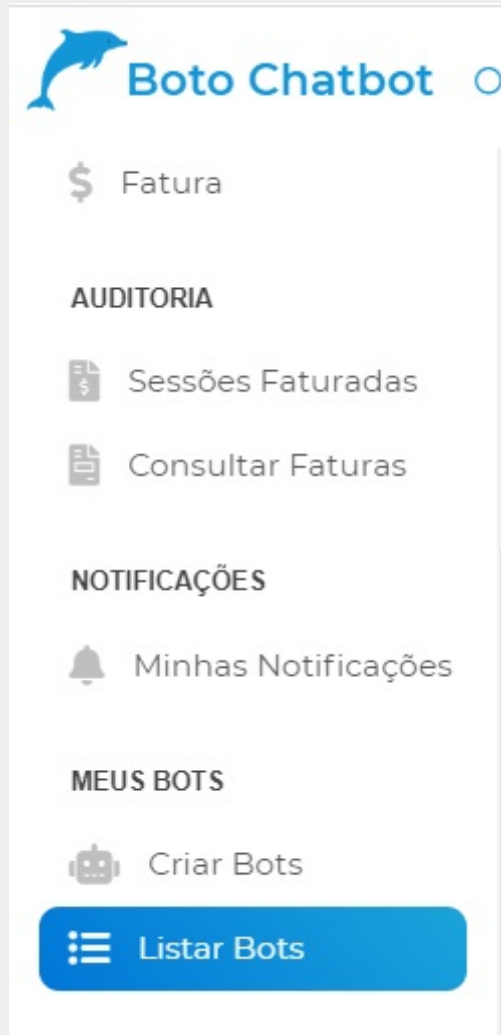 Boto Chatbot
Fatura
AUDITORIA
Sessões Faturadas
Consultar Faturas
NOTIFICAÇÕES
Minhas Notificações
MEUS BOTS
Criar Bots
Listar Bots